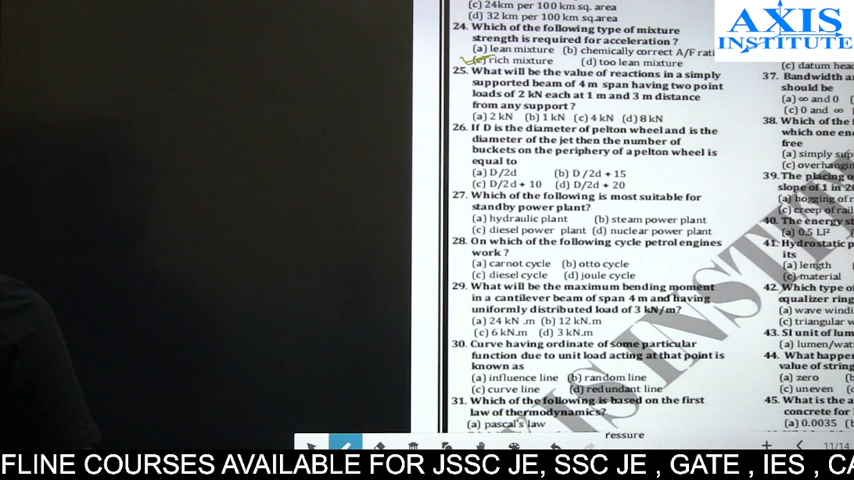 (c) 24km per 100 km sq. area
(d) 32 km per 100 km sq.area
24. Which of the following type of mixture
strength is required for acceleration ?
(a) lean mixture (b) chemically correct A/F rati
(c) rich mixture (d) too lean mixture
25. What will be the value of reactions in a simply
supported beam of 4 m span having two point
loads of 2 kN each at 1 m and 3 m distance
from any support ?
(a) 2 kN (b) 1 kN (c) 4 kN (d) 8 kN
26. If D is the diameter of pelton wheel and is the
diameter of the jet then the number of
buckets on the periphery of a pelton wheel is
equal to
(a) D/2d (b) D/2d + 15
(c) D/2d + 10 (d) D/2d + 20
27. Which of the following is most suitable for
standby power plant?
(a) hydraulic plant (b) steam power plant
(c) diesel power plant (d) nuclear power plant
28. On which of the following cycle petrol engines
work ?
(a) carnot cycle (b) otto cycle
(c) diesel cycle (d) joule cycle
29. What will be the maximum bending moment
in a cantilever beam of span 4 m and having
uniformly distributed load of 3 kN/m?
(a) 24 kN .m (b) 12 kN.m
(c) 6 kN.m (d) 3 kN.m
30. Curve having ordinate of some particular
function due to unit load acting at that point is
known as
(a) influence line (b) random line
(c) curve line (d) redundant line
31. Which of the following is based on the first
law of thermodynamics?
(a) pascal's law
ressure
AXIS
INSTITUTE
(c) datum head
37. Bandwidth a
should be
(a) ∞ and 0
(c) 0 and ∞
38. Which of the
which one en
free
(a) simply sup
(c) overhangin
39. The placing o
slope of 1 in 20
(a) hogging of r
(c) creep of rail
40. The energy st
(a) 0.5 LI²
41. Hydrostatic p
its
(a) length
(c) material
42. Which type of
equalizer ring
(a) wave windi
(c) triangular w
43. SI unit of lum
(a) lumen/wat
44. What happen
value of string
(a) zero
(c) uneven
45. What is the a
concrete for
(a) 0.0035 (b
11/14
FLINE COURSES AVAILABLE FOR JSSC JE, SSC JE , GATE , IES , CA